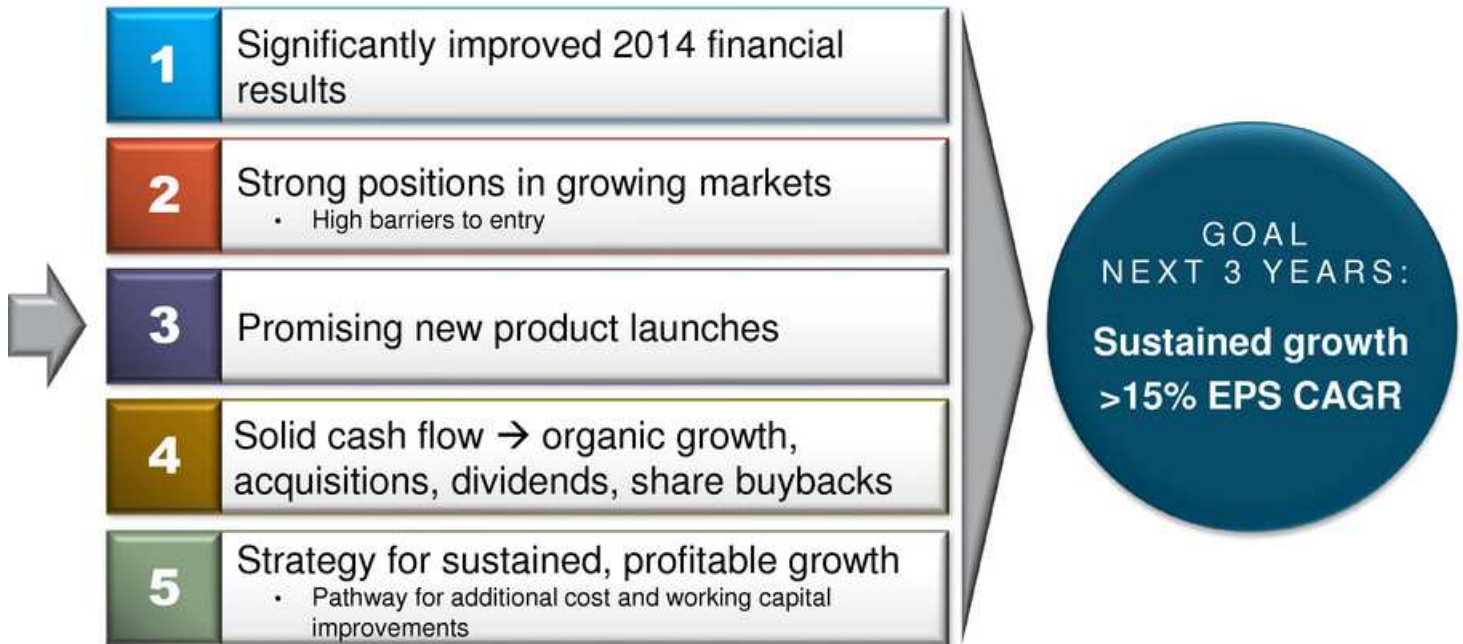 1
Significantly improved 2014 financial
results
2
Strong positions in growing markets
• High barriers to entry
3
Promising new product launches
4
Solid cash flow → organic growth,
acquisitions, dividends, share buybacks
5
Strategy for sustained, profitable growth
• Pathway for additional cost and working capital
improvements
GOAL
NEXT 3 YEARS:
Sustained growth
>15% EPS CAGR